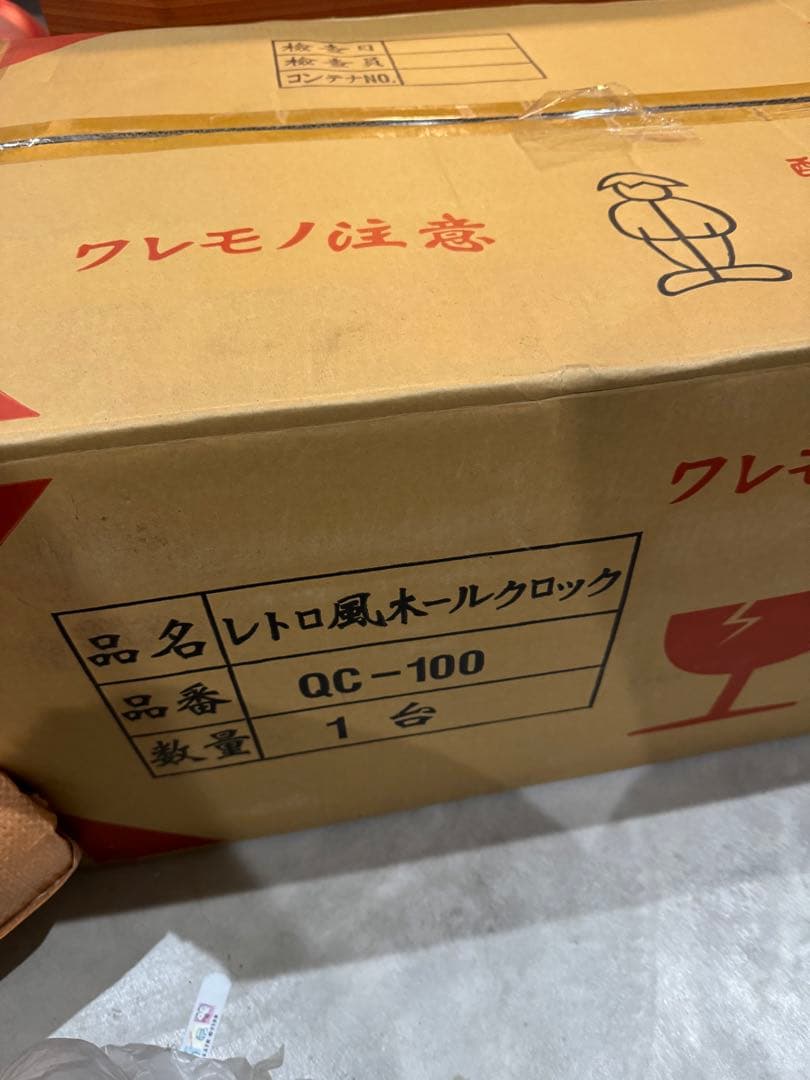 検査日
検査員
コンテナNO.
ワレモノ注意
ワレモ
品名 レトロ風ホールクロック
品番 QC-100
数量 1台